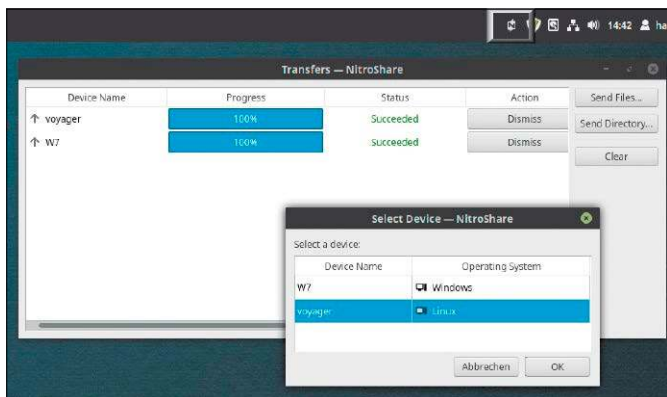 14:42 ha
Transfers — NitroShare
Device Name Progress Status Action
voyager 100% Succeeded Dismiss
W7 100% Succeeded Dismiss
Send Files...
Send Directory...
Clear
Select Device — NitroShare
Select a device:
Device Name Operating System
W7 Windows
voyager Linux
Abbrechen OK